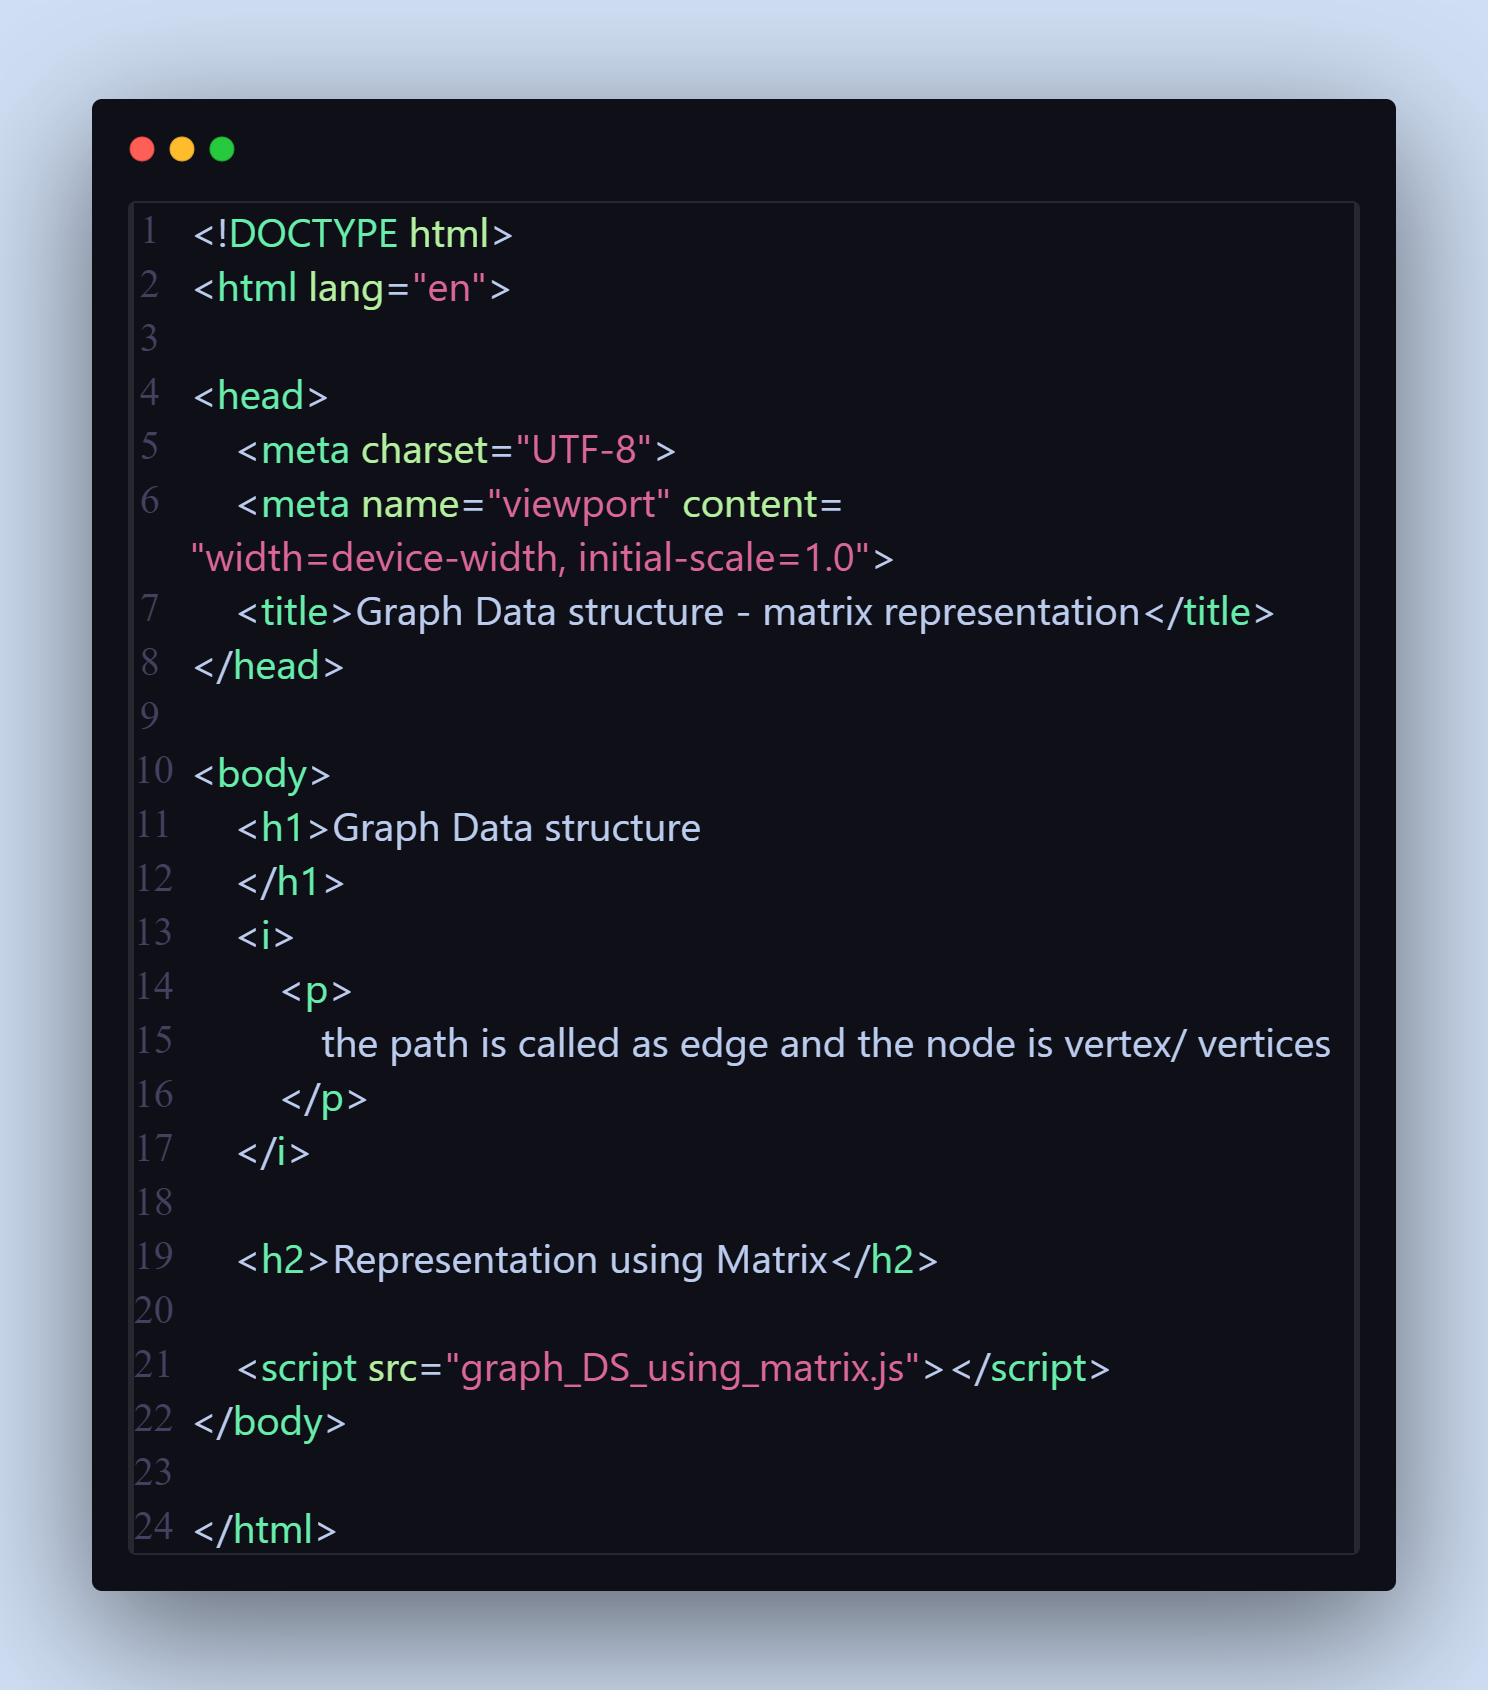 1 <!DOCTYPE html>
2 <html lang="en">
3
4 <head>
5     <meta charset="UTF-8">
6     <meta name="viewport" content=
"width=device-width, initial-scale=1.0">
7     <title>Graph Data structure - matrix representation</title>
8 </head>
9
10 <body>
11     <h1>Graph Data structure
12     </h1>
13     <i>
14         <p>
15             the path is called as edge and the node is vertex/ vertices
16         </p>
17     </i>
18
19     <h2>Representation using Matrix</h2>
20
21     <script src="graph_DS_using_matrix.js"></script>
22 </body>
23
24 </html>